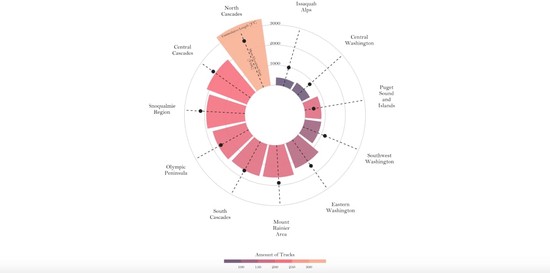 North
Cascades
Issaquah
Alps
Central
Washington
Puget
Sound
and
Islands
Southwest
Washington
Eastern
Washington
Mount
Rainier
Area
South
Cascades
Olympic
Peninsula
Snoqualmie
Region
Central
Cascades
3000
2000
1000
Amount of Tracks